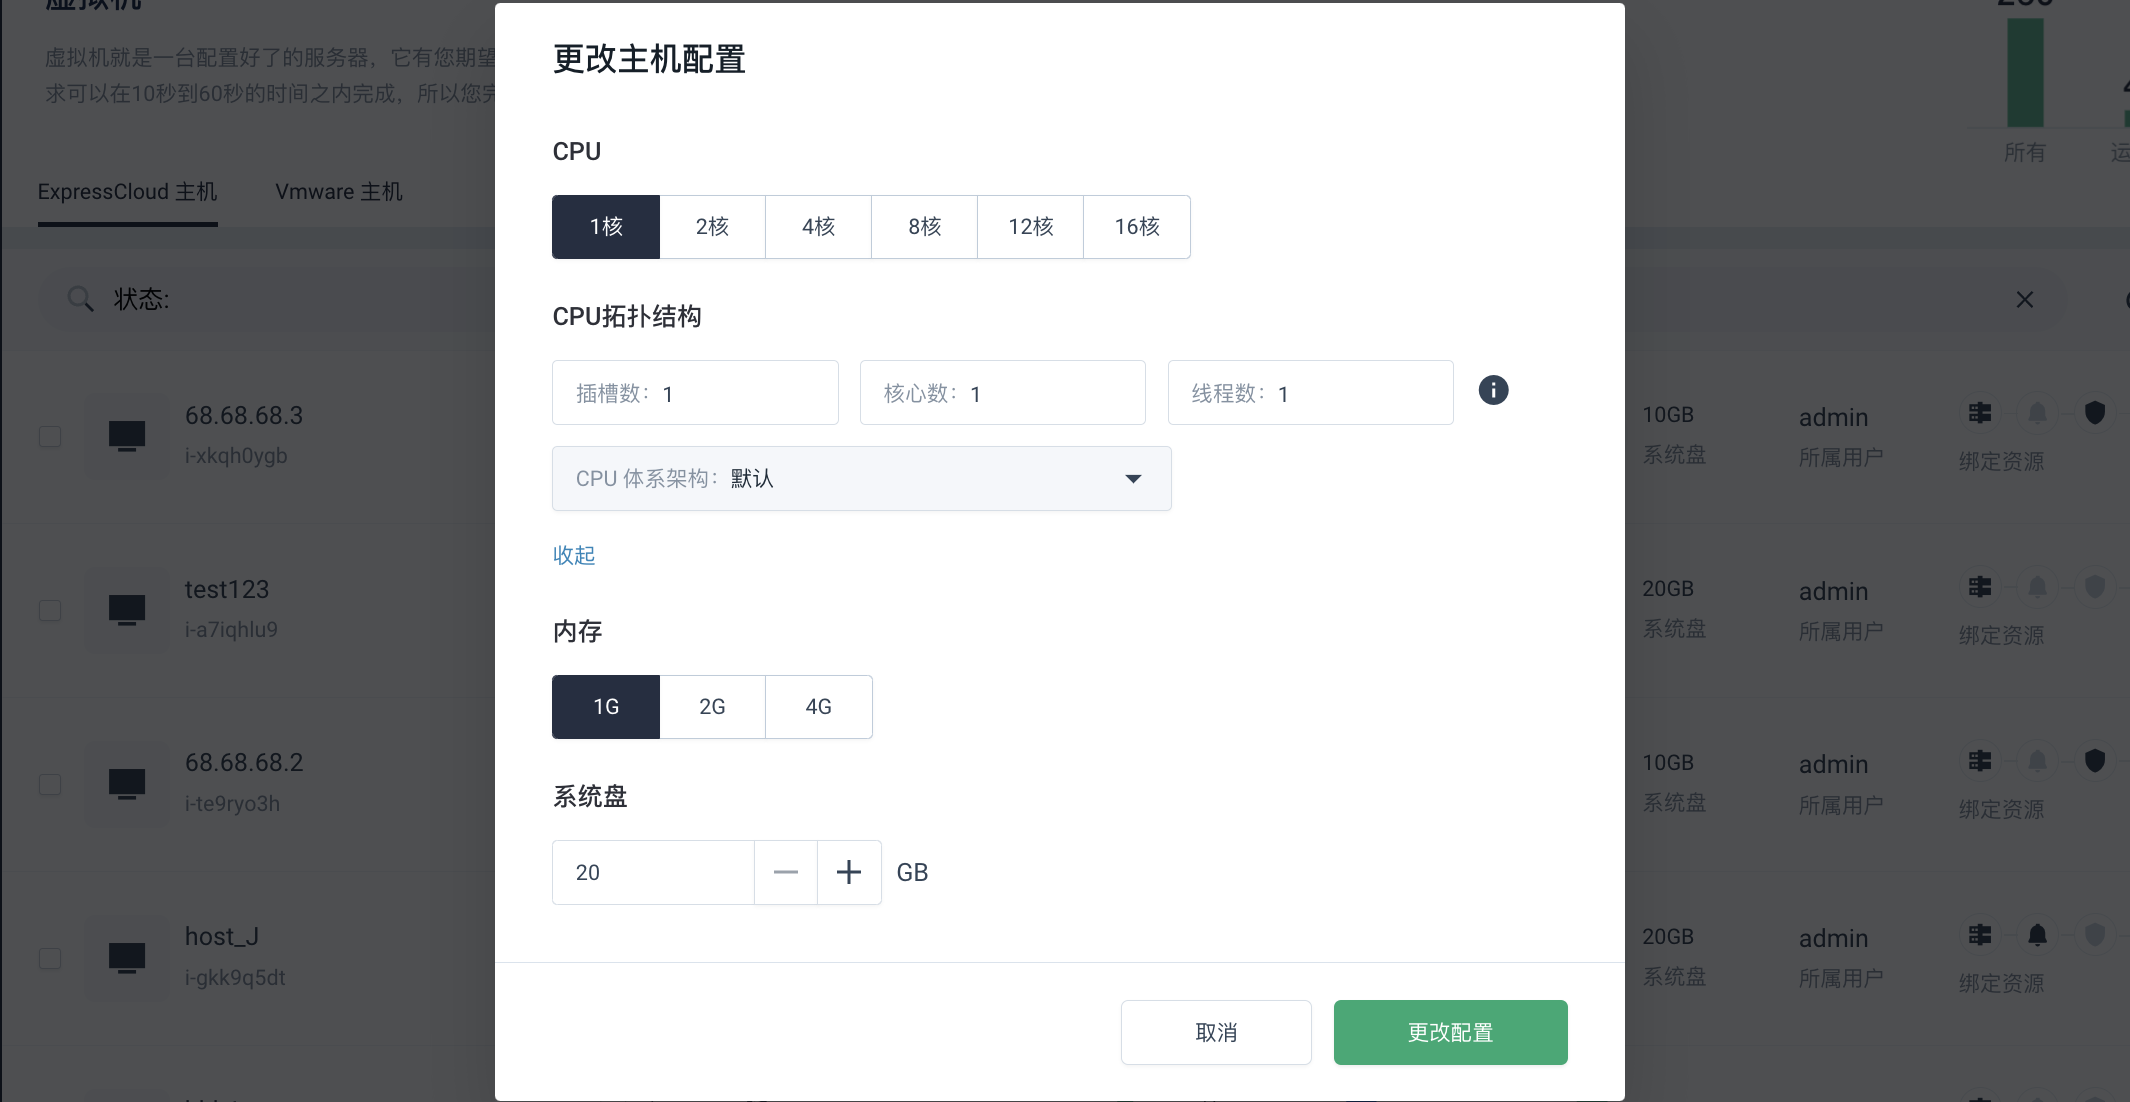 虚拟机
虚拟机就是一台配置好了的服务器，它有您期望
求可以在10秒到60秒的时间之内完成，所以您完
所有
ExpressCloud 主机
Vmware 主机
状态:
68.68.68.3
i-xkqh0ygb
10GB
系统盘
admin
所属用户
绑定资源
test123
i-a7iqhlu9
20GB
系统盘
admin
所属用户
绑定资源
68.68.68.2
i-te9ryo3h
10GB
系统盘
admin
所属用户
绑定资源
host_J
i-gkk9q5dt
20GB
系统盘
admin
所属用户
绑定资源
更改主机配置
CPU
1核
2核
4核
8核
12核
16核
CPU拓扑结构
插槽数： 1
核心数： 1
线程数： 1
CPU 体系架构： 默认
收起
内存
1G
2G
4G
系统盘
20
GB
取消
更改配置